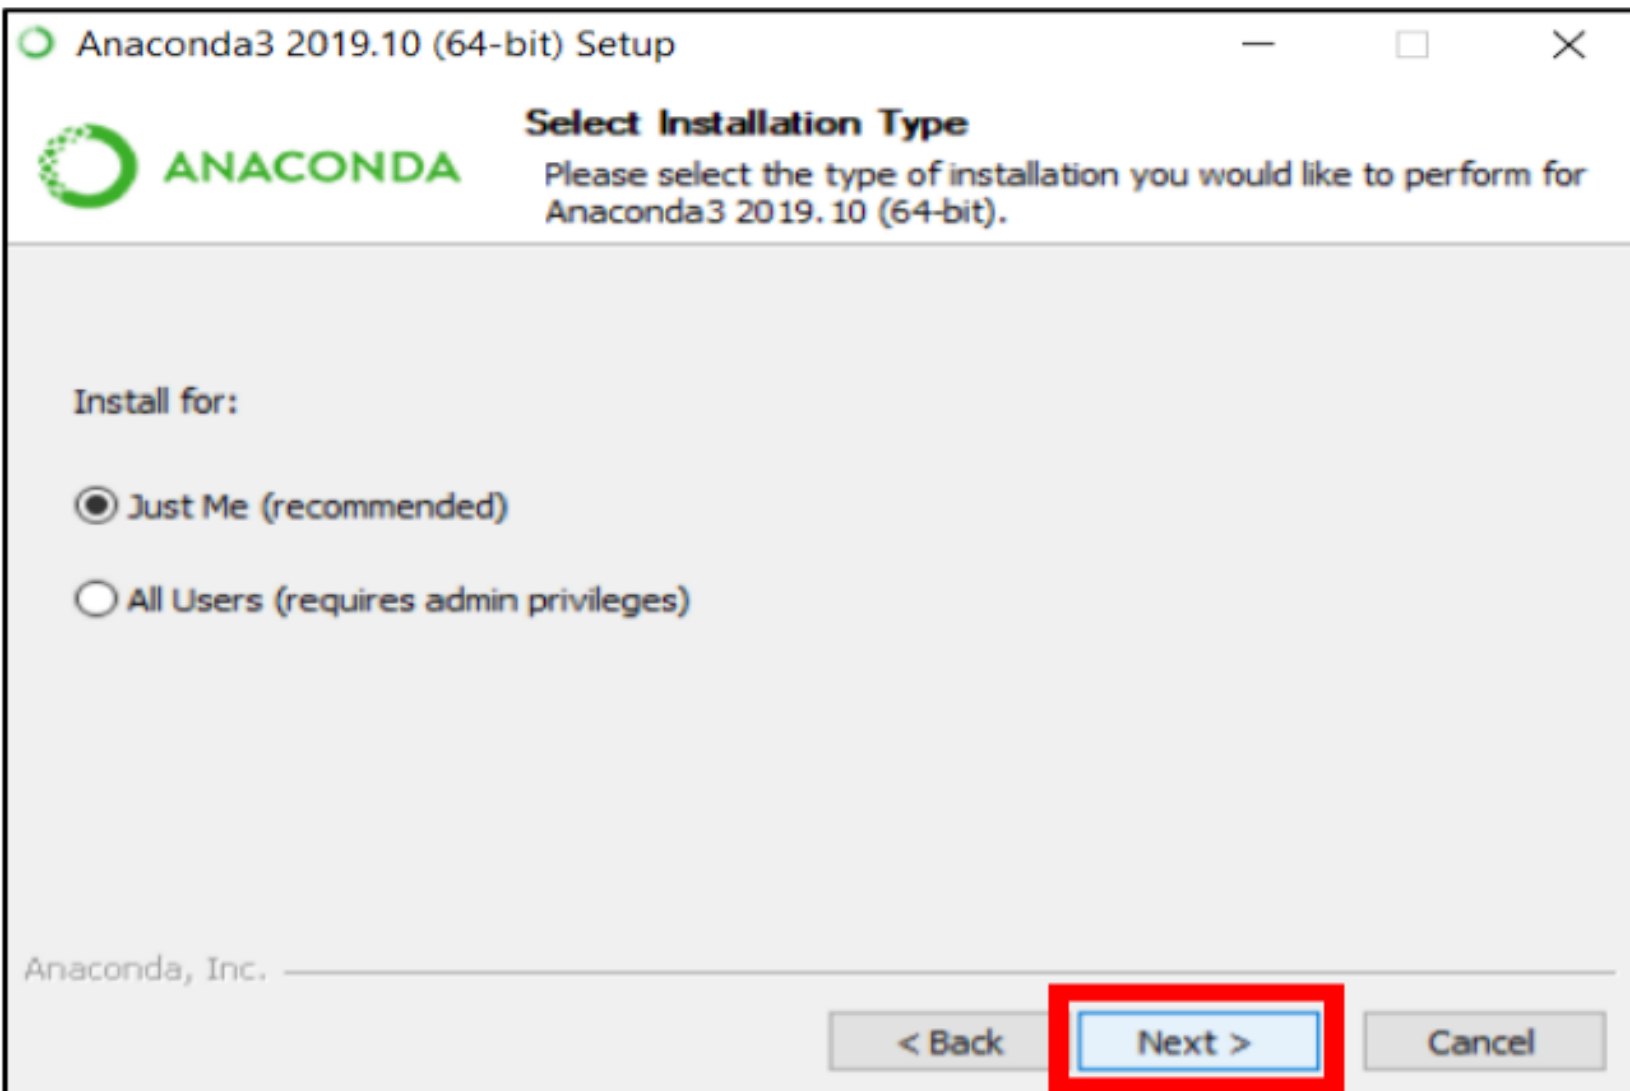 Anaconda3 2019.10 (64-bit) Setup
ANACONDA
Select Installation Type
Please select the type of installation you would like to perform for
Anaconda3 2019.10 (64-bit).
Install for:
Just Me (recommended)
All Users (requires admin privileges)
Anaconda, Inc.
< Back
Next >
Cancel